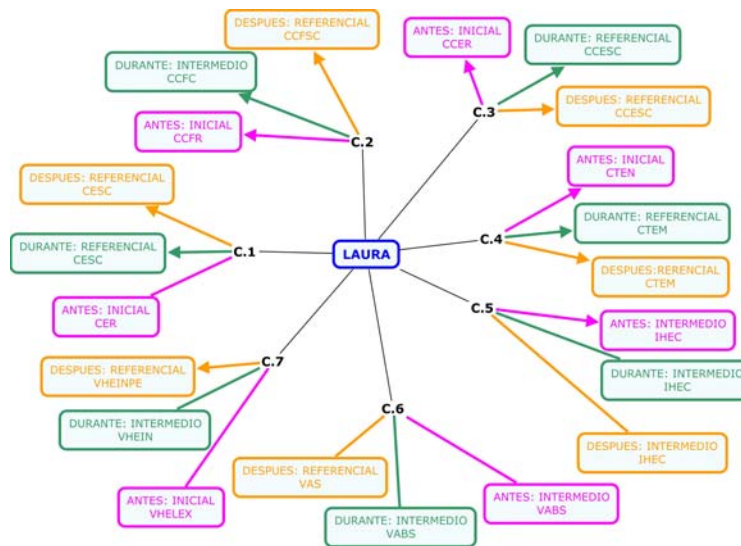 DESPUES: REFERENCIAL
CCFSC
DURANTE: INTERMEDIO
CCFC
ANTES: INICIAL
CCFR
C.2
ANTES: INICIAL
CCER
DURANTE: REFERENCIAL
CCESC
DESPUES: REFERENCIAL
CCESC
C.3
DESPUES: REFERENCIAL
CESC
DURANTE: REFERENCIAL
CESC
ANTES: INICIAL
CER
C.1
LAURA
ANTES: INICIAL
CTEN
DURANTE: REFERENCIAL
CTEM
DESPUES:RERENCIAL
CTEM
C.4
C.5
ANTES: INTERMEDIO
IHEC
DURANTE: INTERMEDIO
IHEC
DESPUES: INTERMEDIO
IHEC
C.7
DESPUES: REFERENCIAL
VHEINPE
DURANTE: INTERMEDIO
VHEIN
ANTES: INICIAL
VHELEX
C.6
DESPUES: REFERENCIAL
VAS
DURANTE: INTERMEDIO
VABS
ANTES: INTERMEDIO
VABS